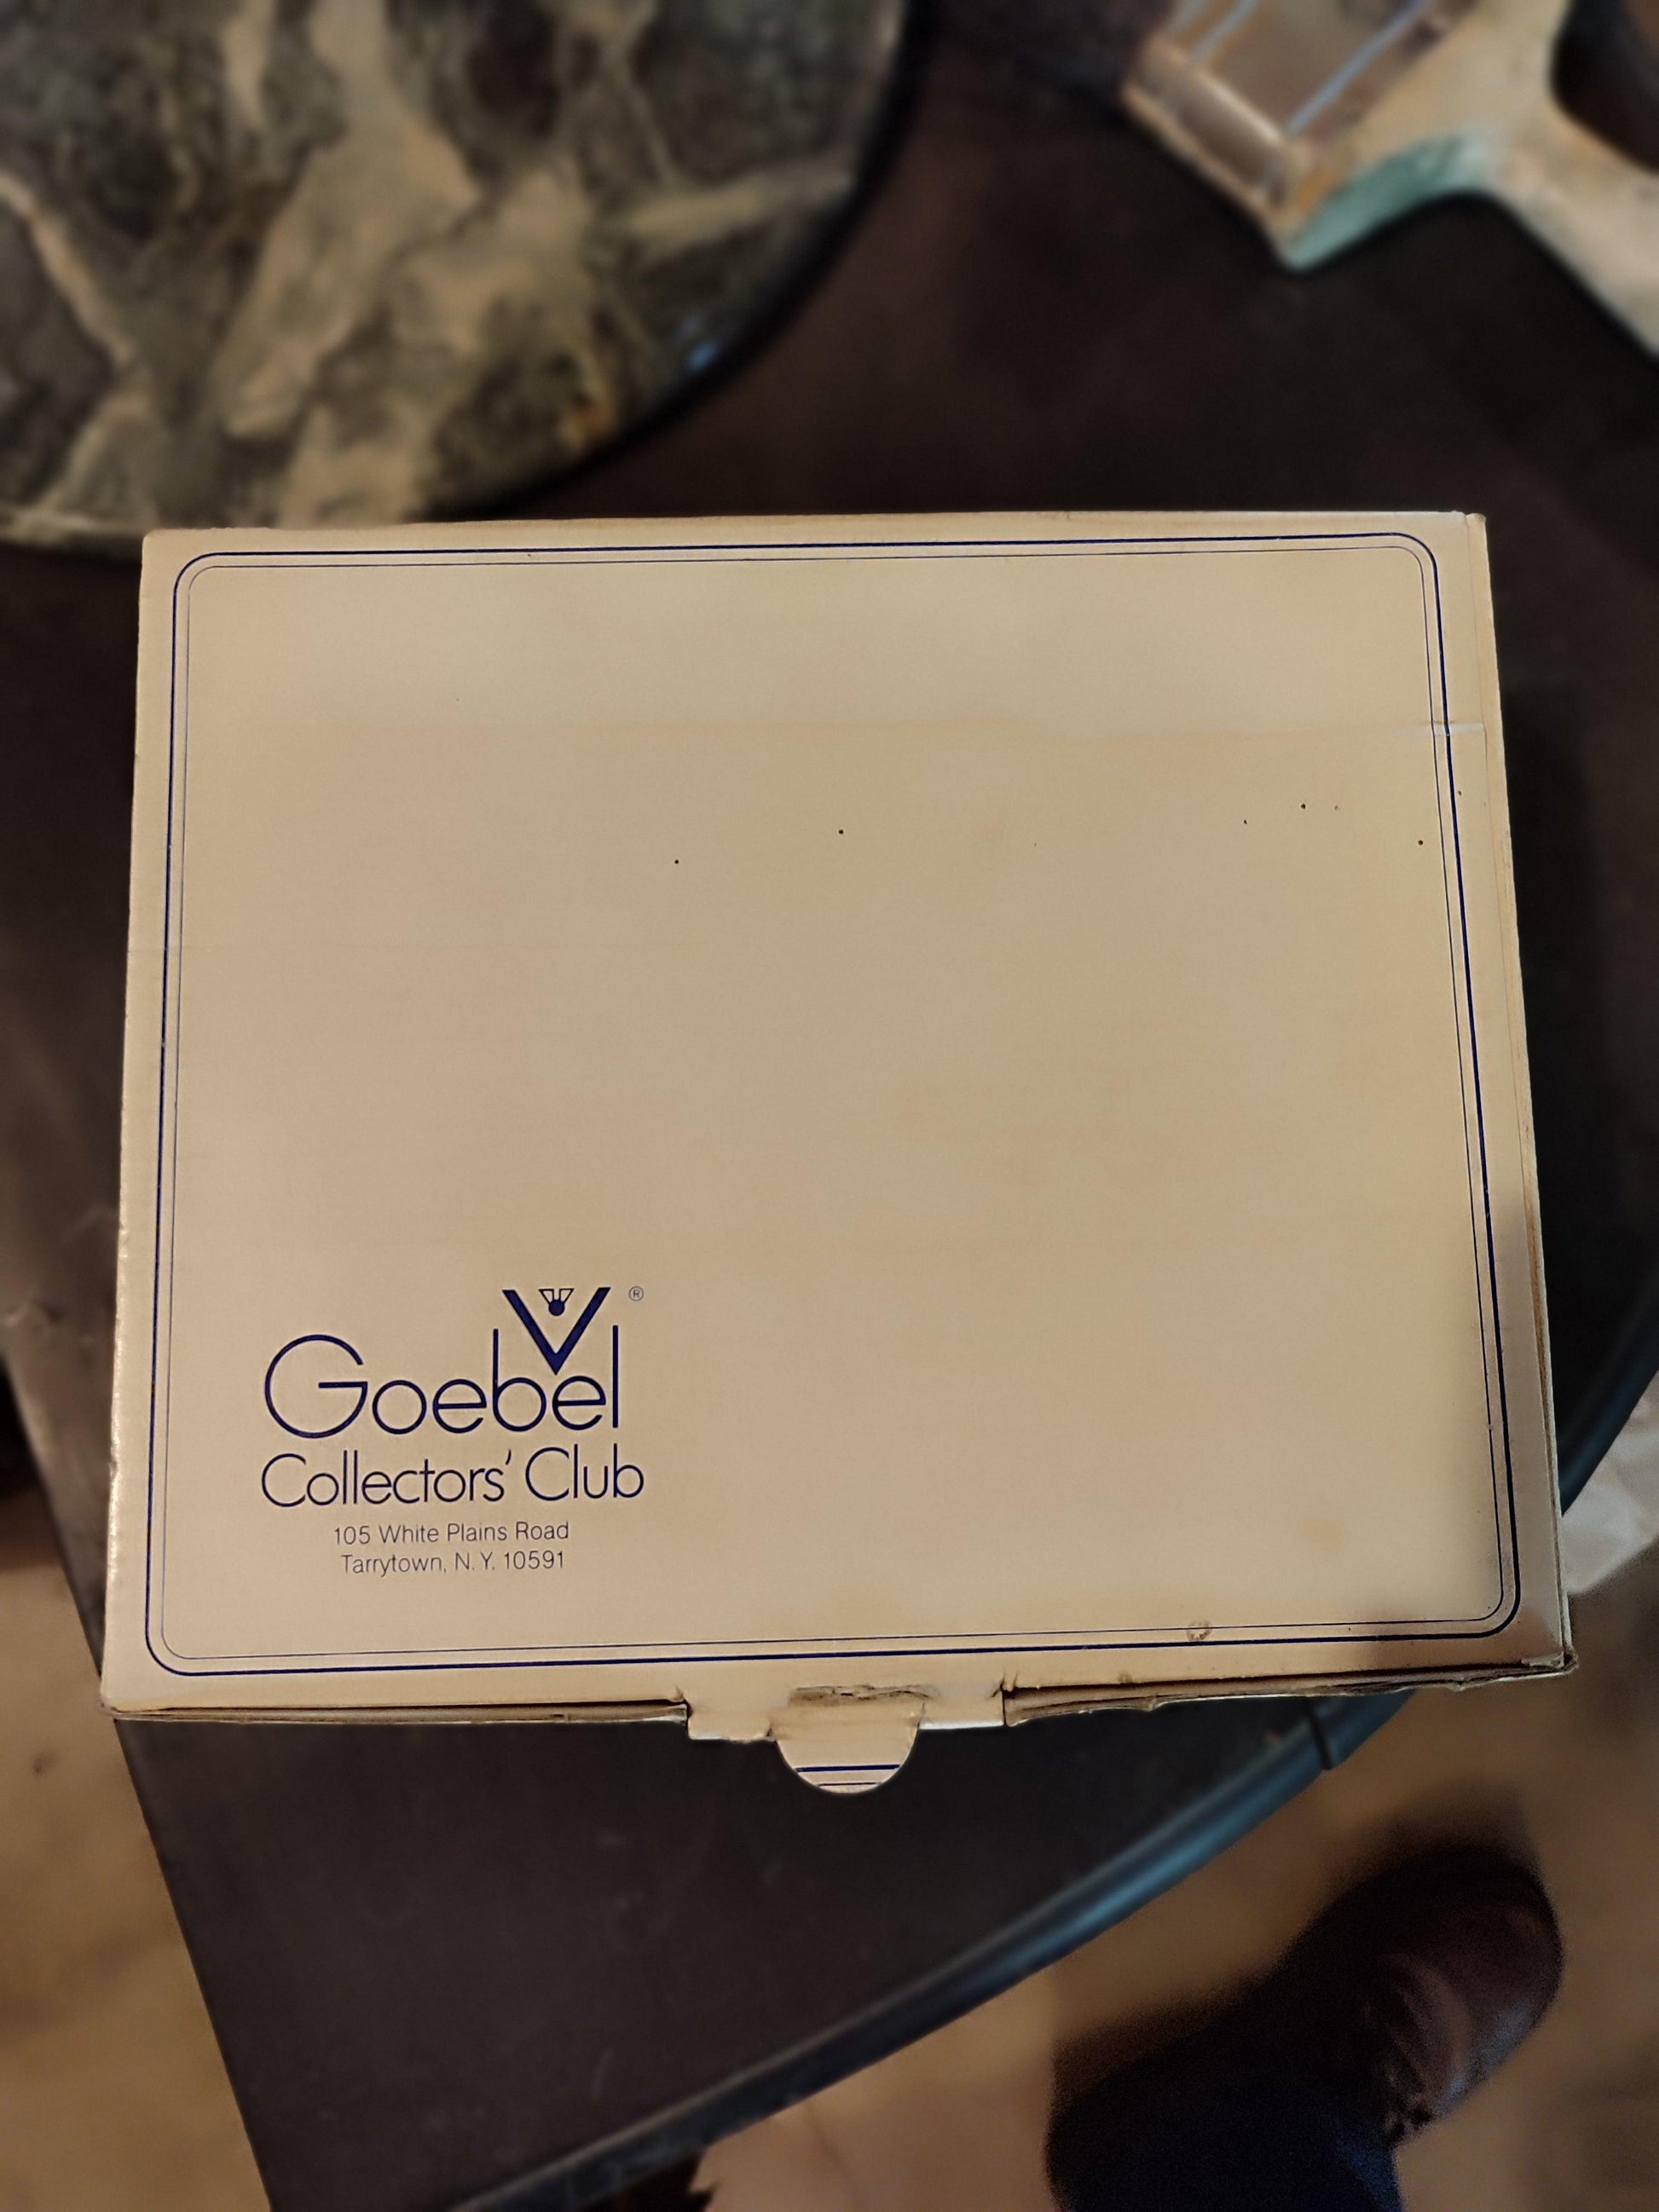 ®
Goebel
Collectors' Club
105 White Plains Road
Tarrytown, N.Y. 10591